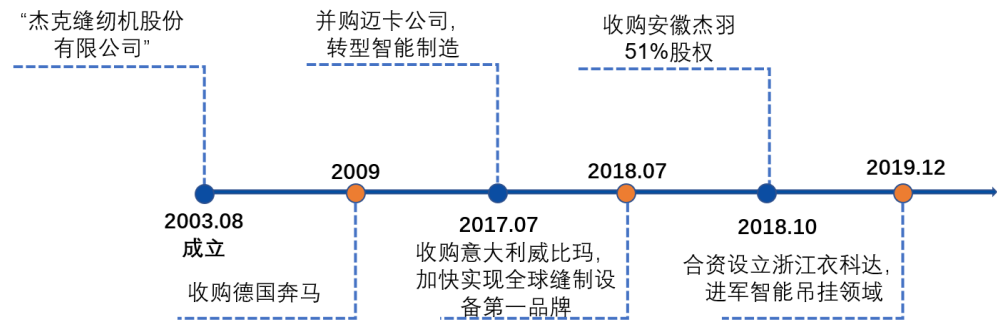 “杰克缝纫机股份
有限公司”
并购迈卡公司，
转型智能制造
收购安徽杰羽
51%股权
2009
2018.07
2019.12
2003.08
成立
2017.07
2018.10
收购德国奔马
收购意大利威比玛，
加快实现全球缝制设
备第一品牌
合资设立浙江衣科达，
进军智能吊挂领域